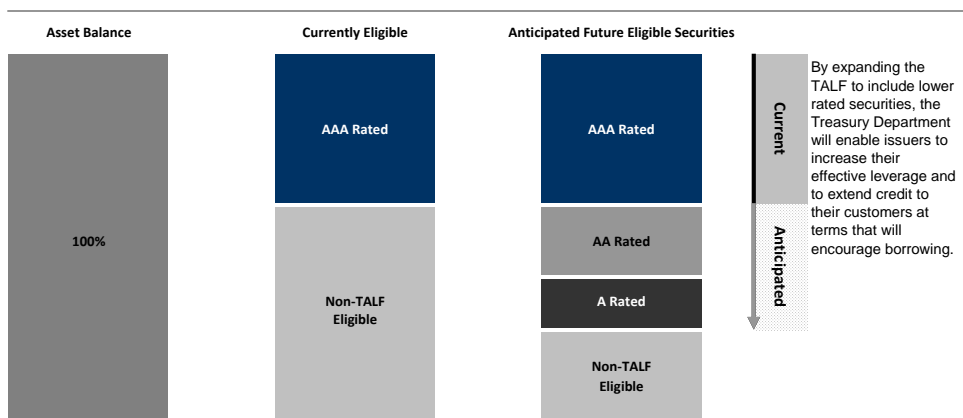 Asset Balance
Currently Eligible
Anticipated Future Eligible Securities
100%
AAA Rated
Non-TALF
Eligible
AAA Rated
AA Rated
A Rated
Non-TALF
Eligible
Current
Anticipated
By expanding the
TALF to include lower
rated securities, the
Treasury Department
will enable issuers to
increase their
effective leverage and
to extend credit to
their customers at
terms that will
encourage borrowing.